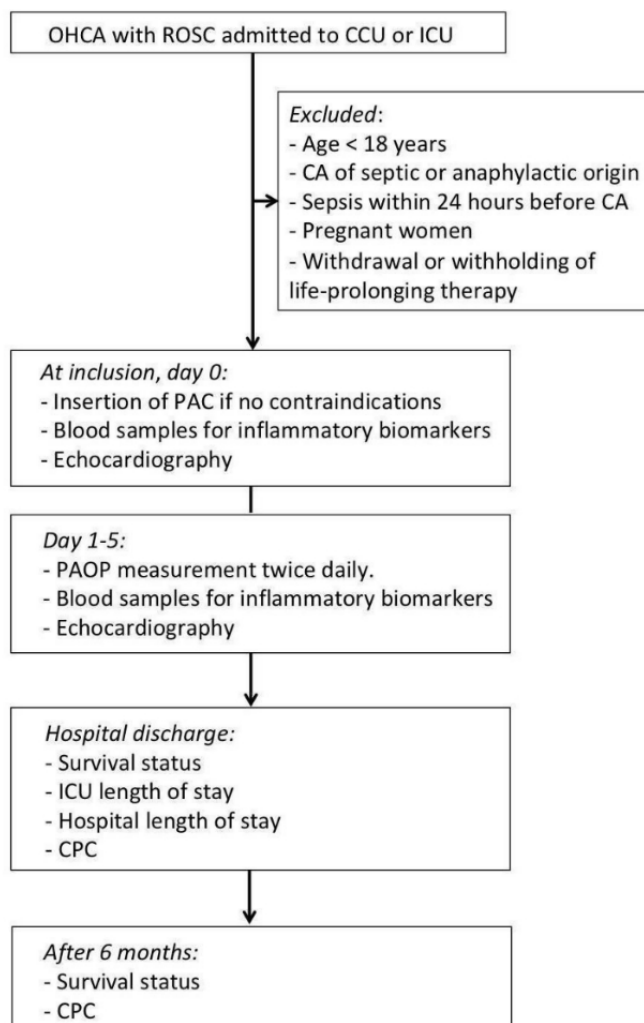 OHCA with ROSC admitted to CCU or ICU
Excluded:
- Age < 18 years
- CA of septic or anaphylactic origin
- Sepsis within 24 hours before CA
- Pregnant women
- Withdrawal or withholding of
life-prolonging therapy
At inclusion, day 0:
- Insertion of PAC if no contraindications
- Blood samples for inflammatory biomarkers
- Echocardiography
Day 1-5:
- PAOP measurement twice daily.
- Blood samples for inflammatory biomarkers
- Echocardiography
Hospital discharge:
- Survival status
- ICU length of stay
- Hospital length of stay
- CPC
After 6 months:
- Survival status
- CPC